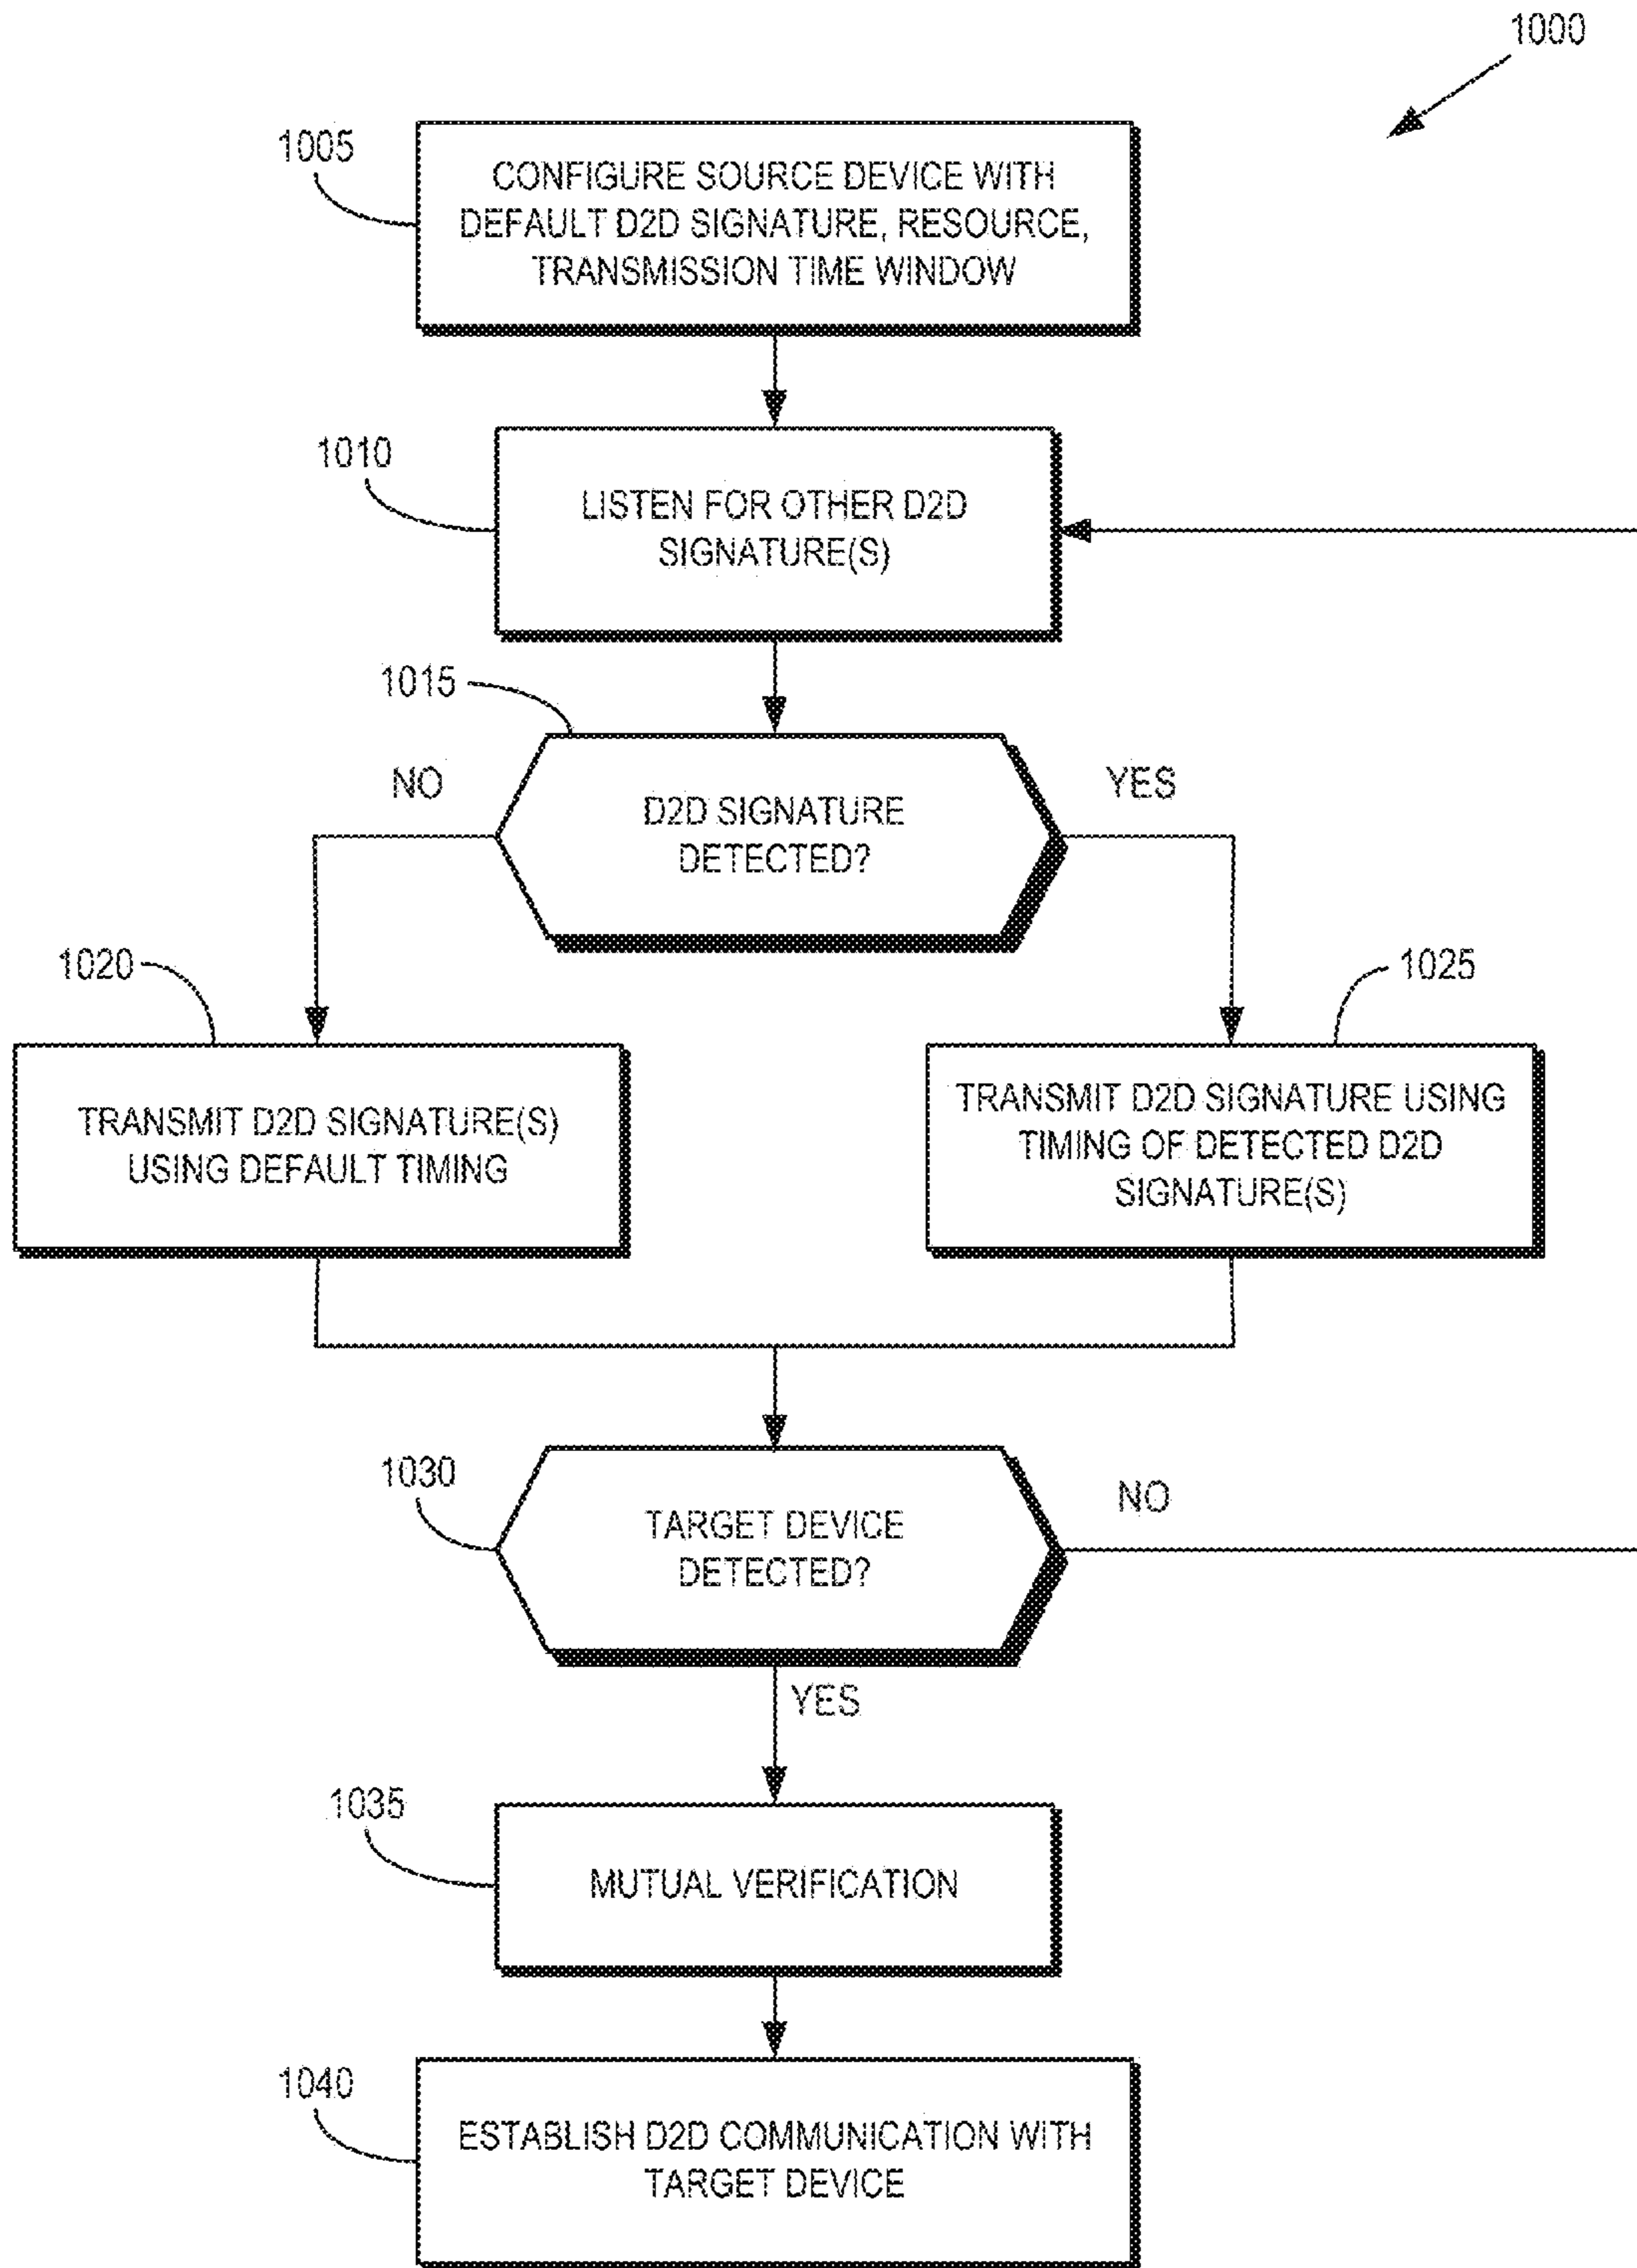 1000
1005
CONFIGURE SOURCE DEVICE WITH
DEFAULT D2D SIGNATURE, RESOURCE,
TRANSMISSION TIME WINDOW
1010
LISTEN FOR OTHER D2D
SIGNATURE(S)
1015
NO
D2D SIGNATURE
DETECTED?
YES
1020
TRANSMIT D2D SIGNATURE(S)
USING DEFAULT TIMING
1025
TRANSMIT D2D SIGNATURE USING
TIMING OF DETECTED D2D
SIGNATURE(S)
1030
TARGET DEVICE
DETECTED?
NO
YES
1035
MUTUAL VERIFICATION
1040
ESTABLISH D2D COMMUNICATION WITH
TARGET DEVICE